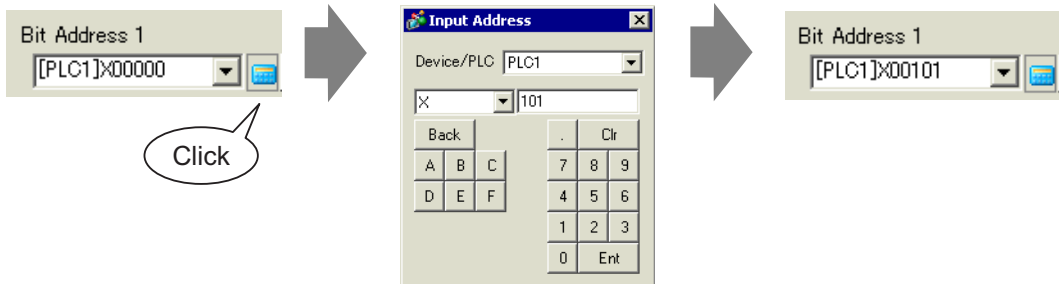 Bit Address 1
[PLC1]X00000
Click
Input Address
Device/PLC PLC1
X 101
Back . Clr
A B C 7 8 9
D E F 4 5 6
1 2 3
0 Ent
Bit Address 1
[PLC1]X00101